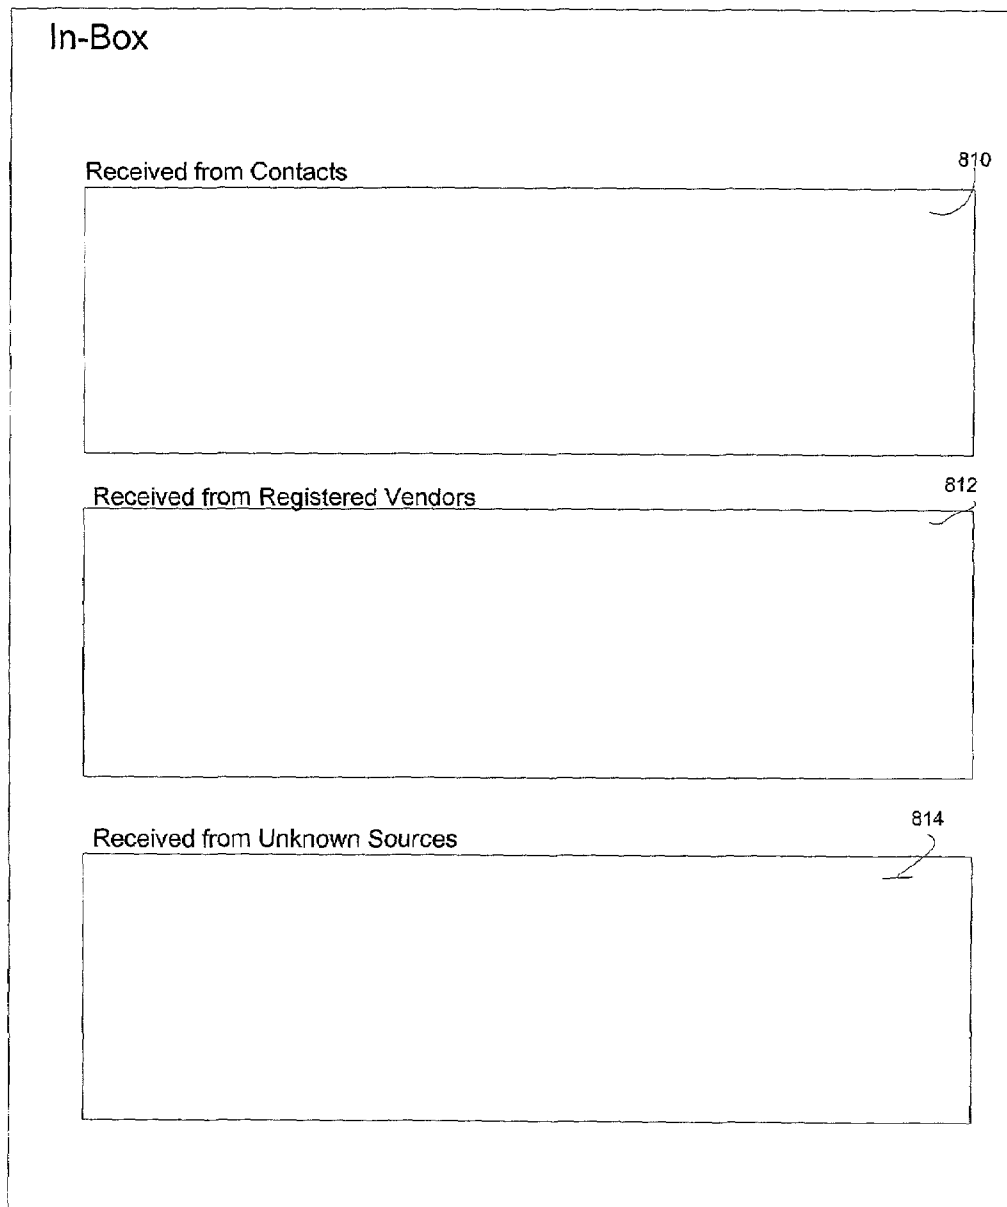 In-Box
Received from Contacts
810
Received from Registered Vendors
812
Received from Unknown Sources
814